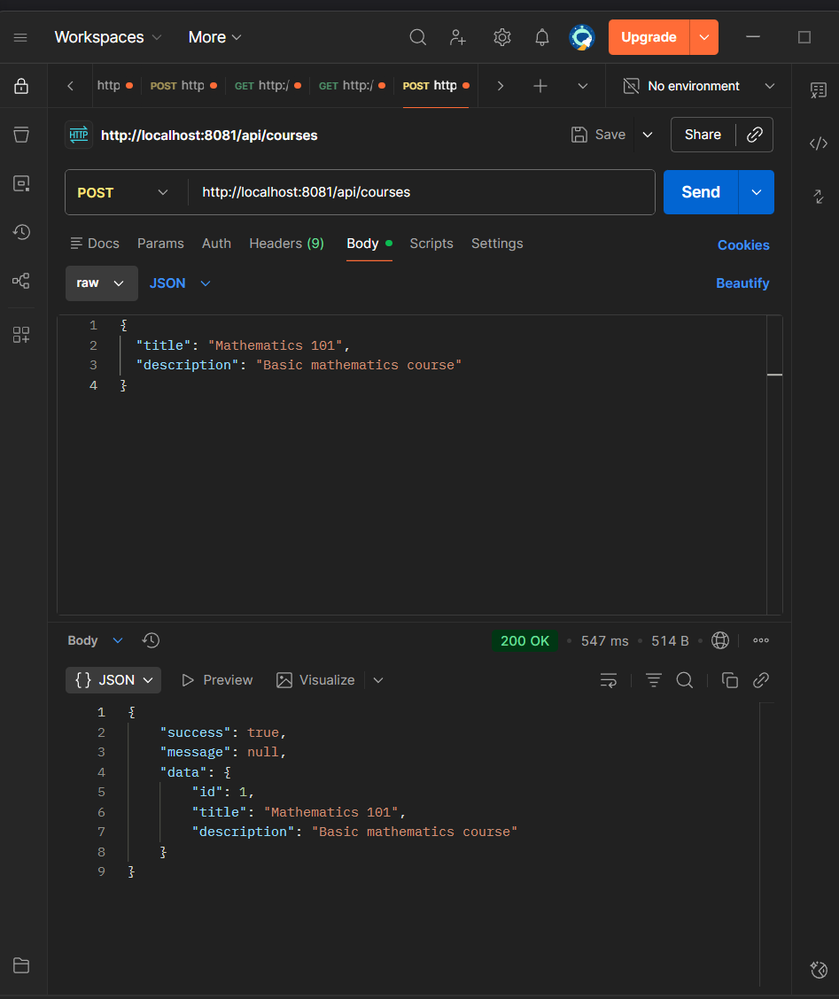 Workspaces More Upgrade
http POST http GET http:/ GET http:/ POST http No environment
HTTP http://localhost:8081/api/courses Save Share
POST http://localhost:8081/api/courses Send
Docs Params Auth Headers (9) Body Scripts Settings Cookies
raw JSON Beautify
1 {
2 "title": "Mathematics 101",
3 "description": "Basic mathematics course"
4 }
Body 200 OK • 547 ms • 514 B •
{} JSON Preview Visualize
1 {
2 "success": true,
3 "message": null,
4 "data": {
5 "id": 1,
6 "title": "Mathematics 101",
7 "description": "Basic mathematics course"
8 }
9 }